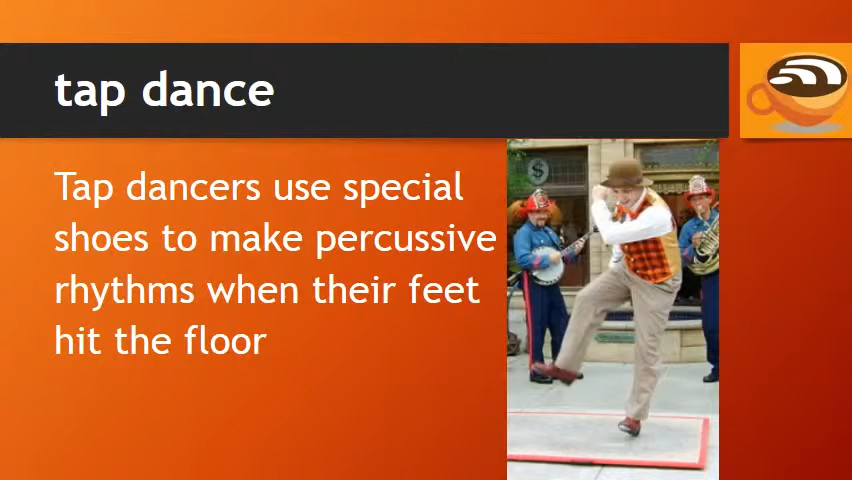 tap dance
Tap dancers use special
shoes to make percussive
rhythms when their feet
hit the floor
$